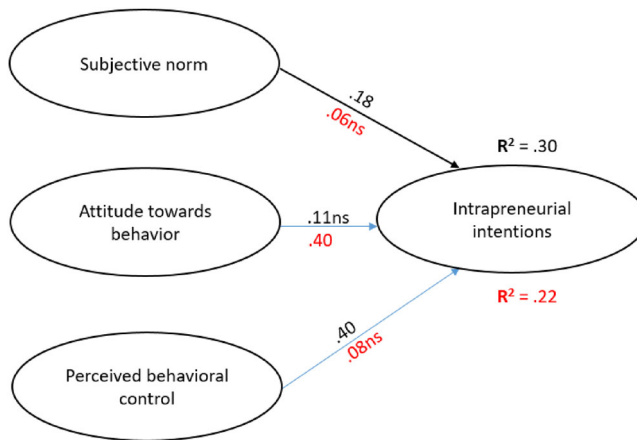 Subjective norm
.18
.06ns
R² = .30
Attitude towards
behavior
.11ns
.40
Intrapreneurial
intentions
R² = .22
.40
.08ns
Perceived behavioral
control